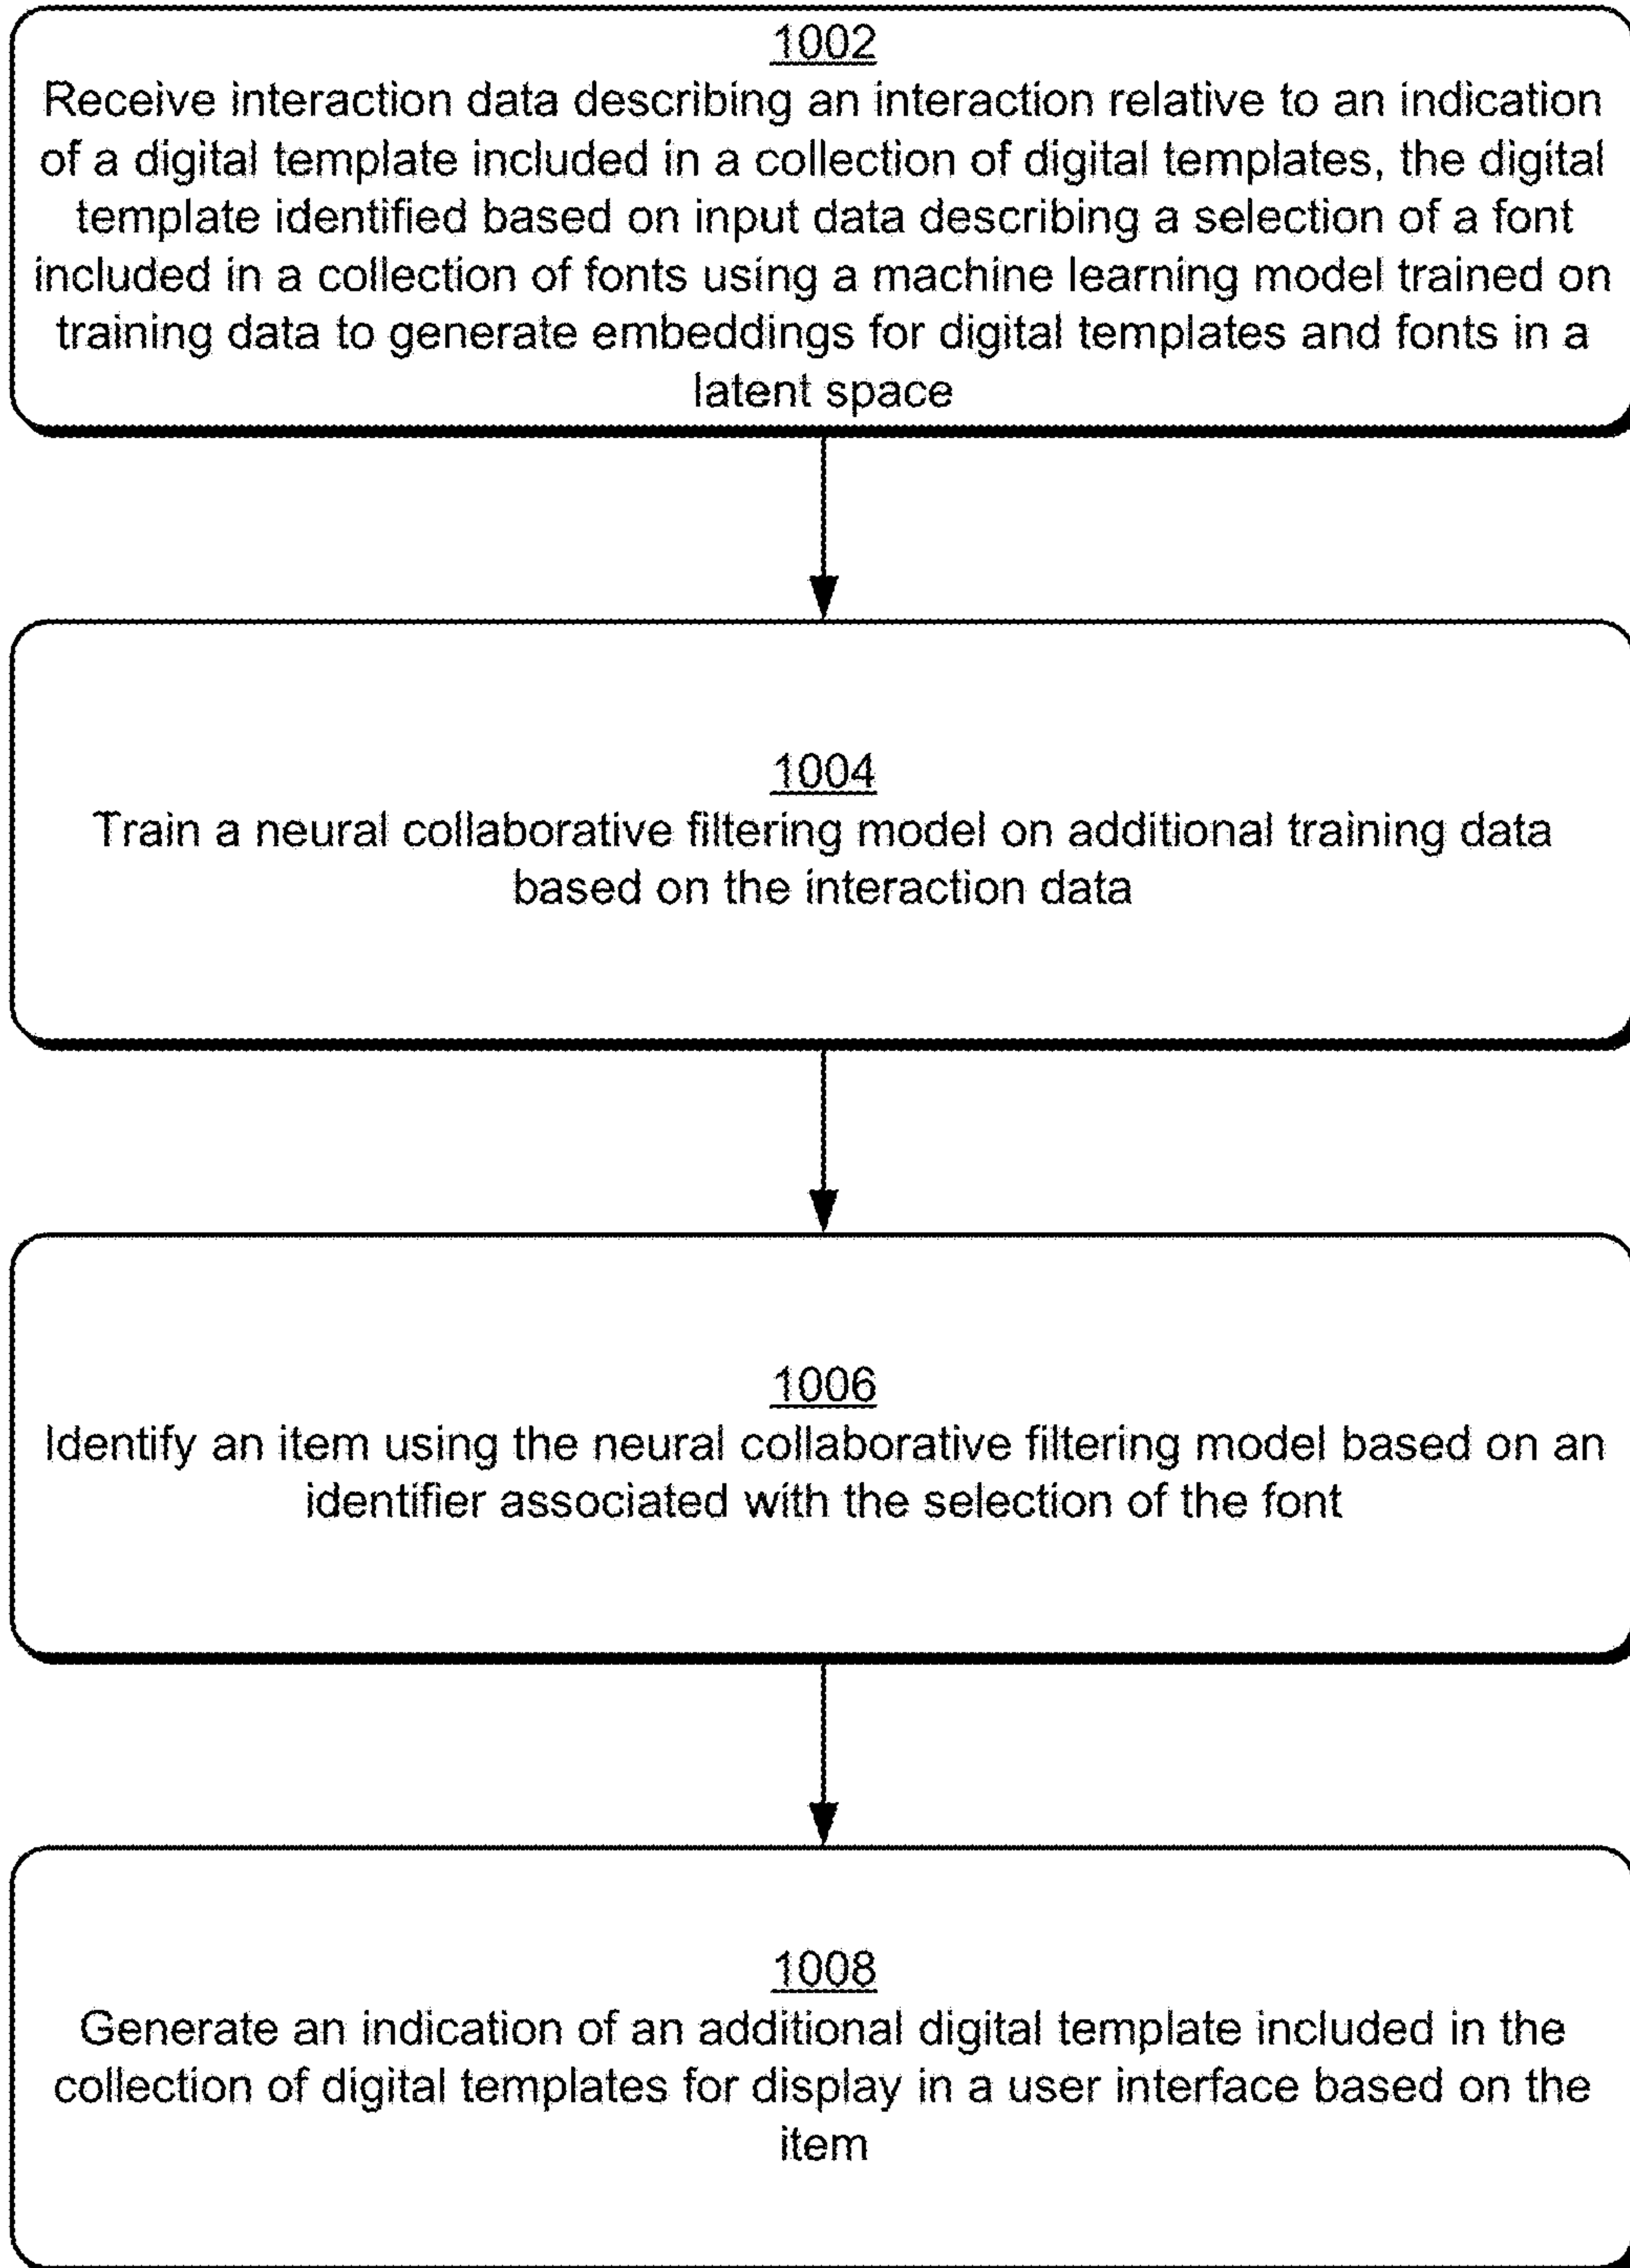 1002
Receive interaction data describing an interaction relative to an indication
of a digital template included in a collection of digital templates, the digital
template identified based on input data describing a selection of a font
included in a collection of fonts using a machine learning model trained on
training data to generate embeddings for digital templates and fonts in a
latent space
1004
Train a neural collaborative filtering model on additional training data
based on the interaction data
1006
Identify an item using the neural collaborative filtering model based on an
identifier associated with the selection of the font
1008
Generate an indication of an additional digital template included in the
collection of digital templates for display in a user interface based on the
item